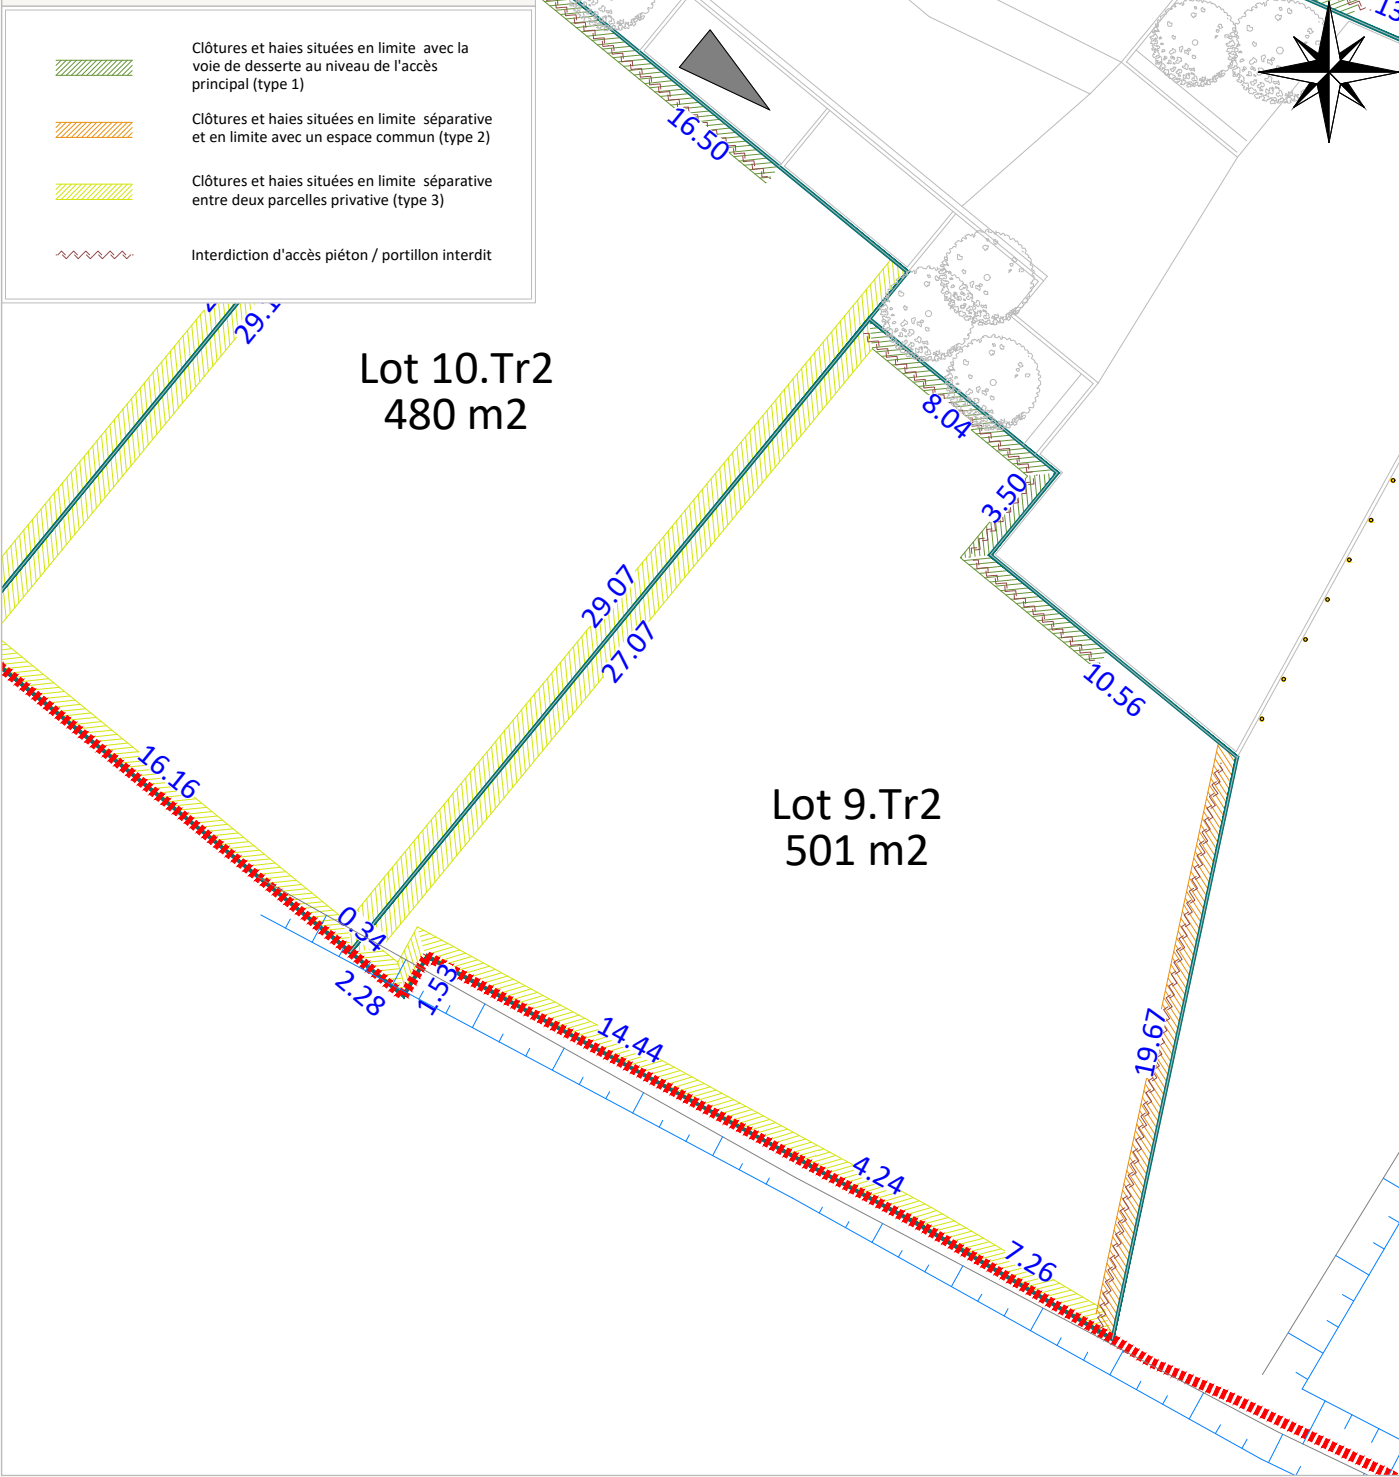 Clôtures et haies situées en limite avec la
voie de desserte au niveau de l'accès
principal (type 1)
Clôtures et haies situées en limite séparative
et en limite avec un espace commun (type 2)
Clôtures et haies situées en limite séparative
entre deux parcelles privative (type 3)
Interdiction d'accès piéton / portillon interdit
16.50
Lot 10.Tr2
480 m2
8.04
3.50
29.07
27.07
10.56
16.16
Lot 9.Tr2
501 m2
0.34
2.28
1.53
14.44
19.67
4.24
7.26